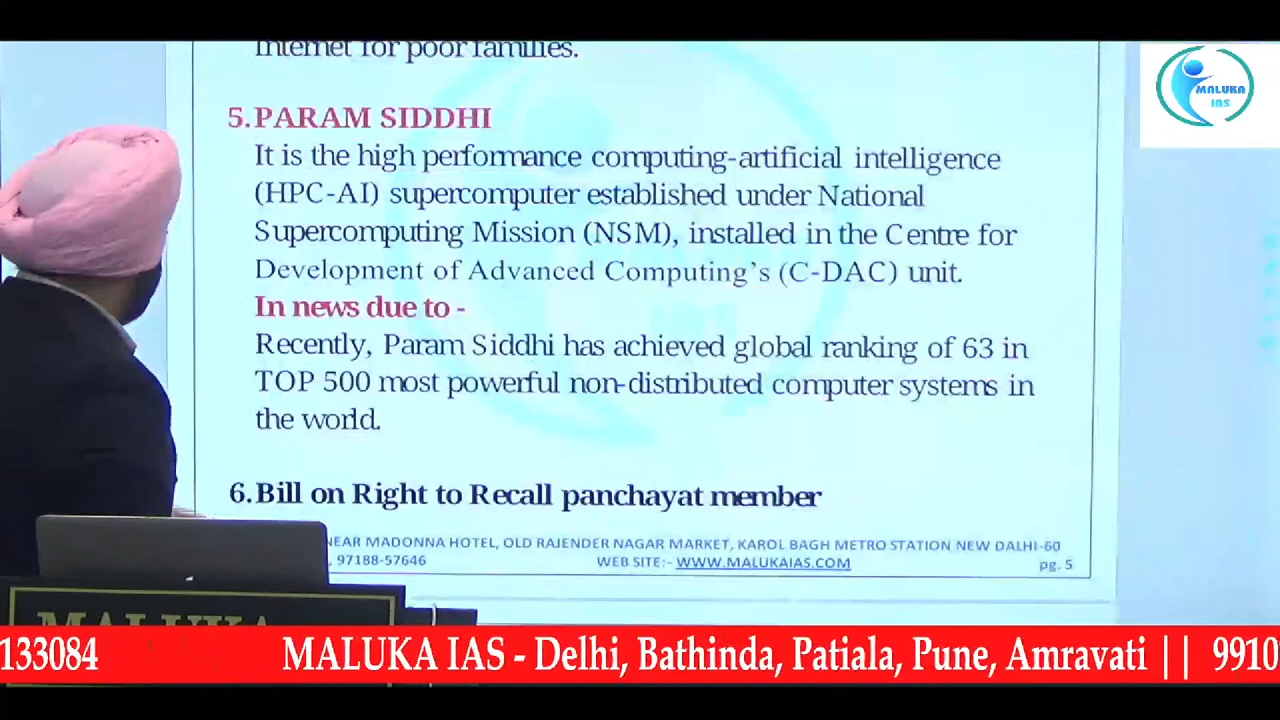 Internet for poor families.
MALUKA
IAS
5.PARAM SIDDHI
It is the high performance computing-artificial intelligence
(HPC-AI) supercomputer established under National
Supercomputing Mission (NSM), installed in the Centre for
Development of Advanced Computing's (C-DAC) unit.
In news due to -
Recently, Param Siddhi has achieved global ranking of 63 in
TOP 500 most powerful non-distributed computer systems in
the world.
6.Bill on Right to Recall panchayat member
NEAR MADONNA HOTEL, OLD RAJENDER NAGAR MARKET, KAROL BAGH METRO STATION NEW DELHI-60
, 97188-57646 WEB SITE:- WWW.MALUKAIAS.COM pg. 5
MALUKA
133084 MALUKA IAS - Delhi, Bathinda, Patiala, Pune, Amravati || 9910